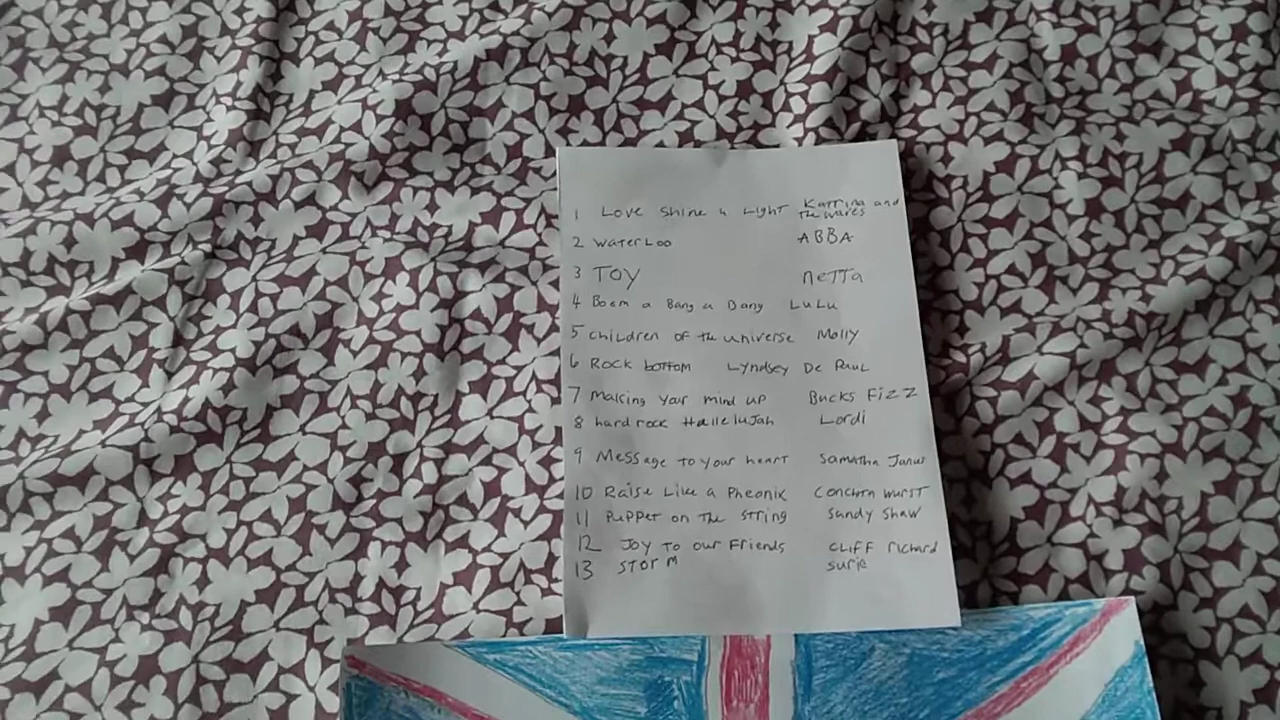 1 Love Shine a Light Katrina and
the waves
2 waterLoo ABBA
3 TOY netta
4 Boem a Bang a Bang LuLu
5 children of the universe Molly
6 Rock bottom Lyndsey De Paul
7 Making your mind up Bucks Fizz
8 hard rock HalleluJah Lordi
9 Message to your heart Samatha Janus
10 Raise Like a Pheonix Conchita wurst
11 Puppet on The String Sandy Shaw
12 Joy To our Friends CLiFF richard
13 STORM surie